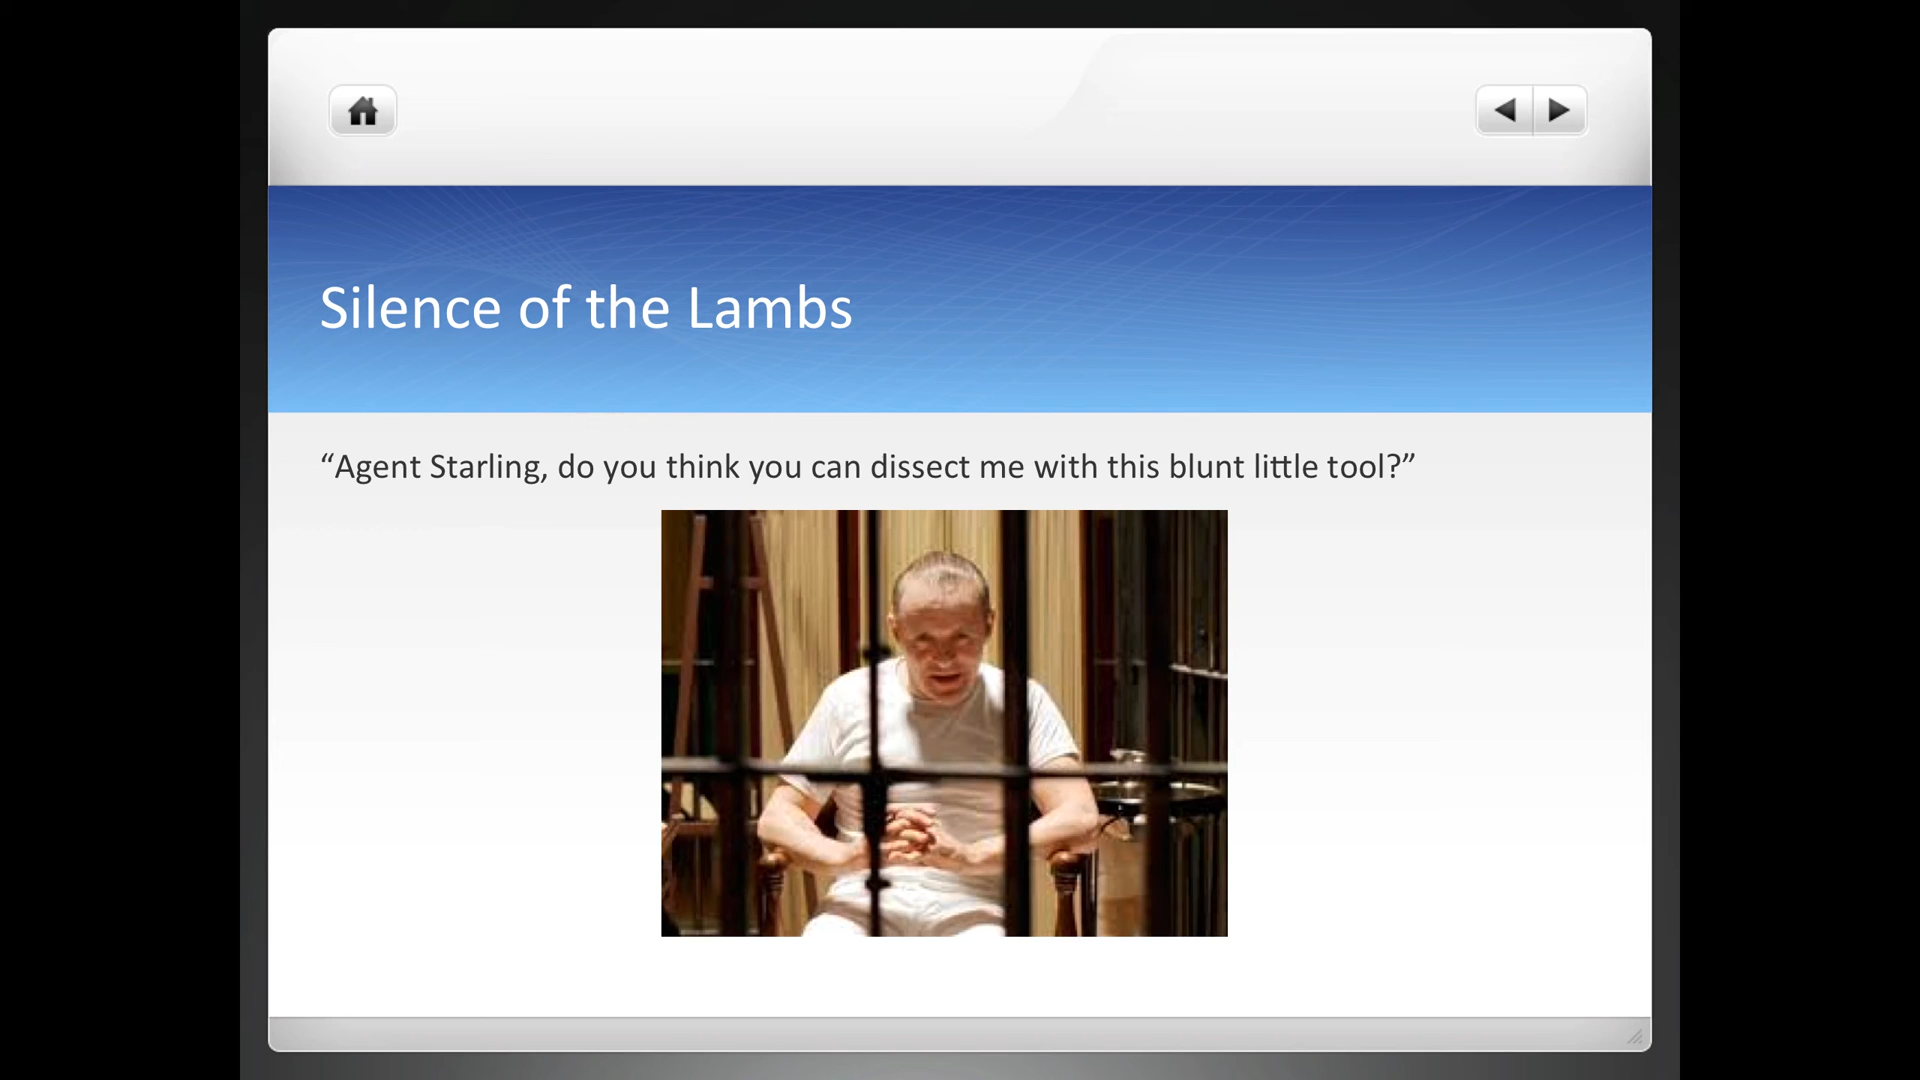 Silence of the Lambs
“Agent Starling, do you think you can dissect me with this blunt little tool?”